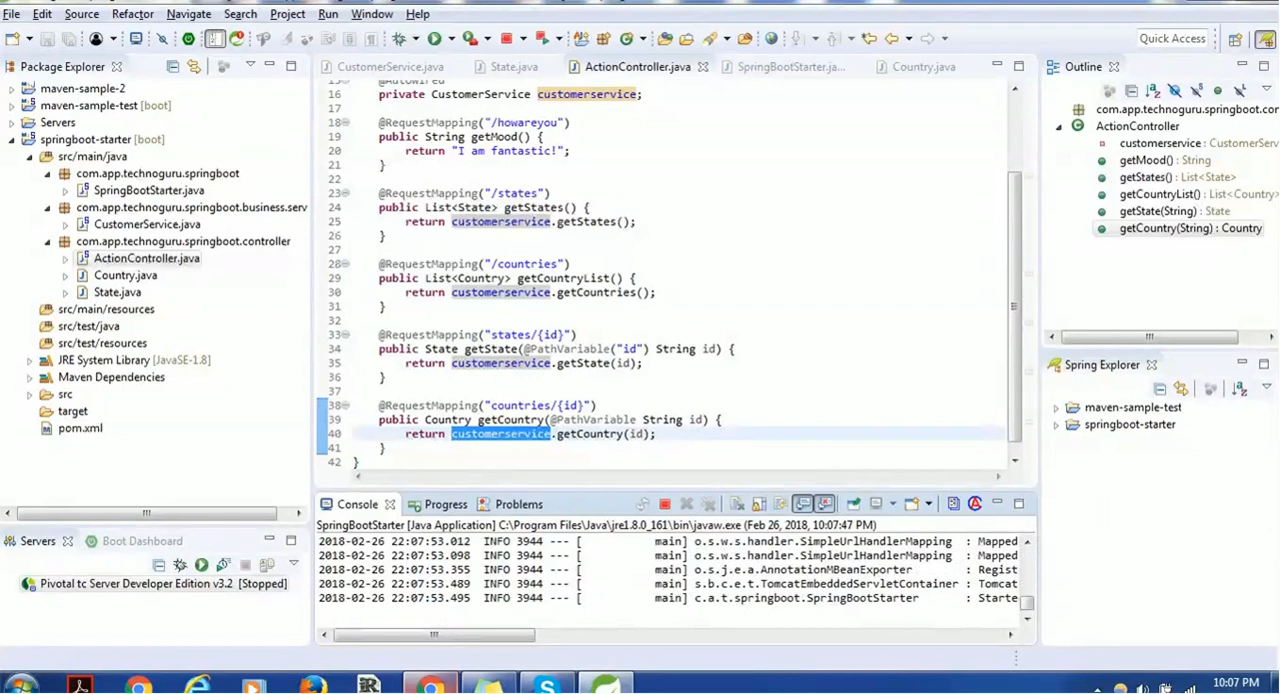 File Edit Source Refactor Navigate Search Project Run Window Help
Quick Access
Package Explorer
maven-sample-2
maven-sample-test [boot]
Servers
springboot-starter [boot]
src/main/java
com.app.technoguru.springboot
SpringBootStarter.java
com.app.technoguru.springboot.business.serv
CustomerService.java
com.app.technoguru.springboot.controller
ActionController.java
Country.java
State.java
src/main/resources
src/test/java
src/test/resources
JRE System Library [JavaSE-1.8]
Maven Dependencies
src
target
pom.xml
Servers Boot Dashboard
Pivotal tc Server Developer Edition v3.2 [Stopped]
CustomerService.java State.java ActionController.java SpringBootStarter.ja... Country.java
15 @Autowired
16 private CustomerService customerservice;
17
18 @RequestMapping("/howareyou")
19 public String getMood() {
20 return "I am fantastic!";
21 }
22
23 @RequestMapping("/states")
24 public List<State> getStates() {
25 return customerservice.getStates();
26 }
27
28 @RequestMapping("/countries")
29 public List<Country> getCountryList() {
30 return customerservice.getCountries();
31 }
32
33 @RequestMapping("states/{id}")
34 public State getState(@PathVariable("id") String id) {
35 return customerservice.getState(id);
36 }
37
38 @RequestMapping("countries/{id}")
39 public Country getCountry(@PathVariable String id) {
40 return customerservice.getCountry(id);
41 }
42 }
Console Progress Problems
SpringBootStarter [Java Application] C:\Program Files\Java\jre1.8.0_161\bin\javaw.exe (Feb 26, 2018, 10:07:47 PM)
2018-02-26 22:07:53.012 INFO 3944 --- [ main] o.s.w.s.handler.SimpleUrlHandlerMapping : Mapped
2018-02-26 22:07:53.098 INFO 3944 --- [ main] o.s.w.s.handler.SimpleUrlHandlerMapping : Mapped
2018-02-26 22:07:53.355 INFO 3944 --- [ main] o.s.j.e.a.AnnotationMBeanExporter : Regist
2018-02-26 22:07:53.489 INFO 3944 --- [ main] s.b.c.e.t.TomcatEmbeddedServletContainer : Tomcat
2018-02-26 22:07:53.495 INFO 3944 --- [ main] c.a.t.springboot.SpringBootStarter : Starte
Outline
com.app.technoguru.springboot.cor
ActionController
customerservice : CustomerServ
getMood() : String
getStates() : List<State>
getCountryList() : List<Country>
getState(String) : State
getCountry(String) : Country
Spring Explorer
maven-sample-test
springboot-starter
10:07 PM